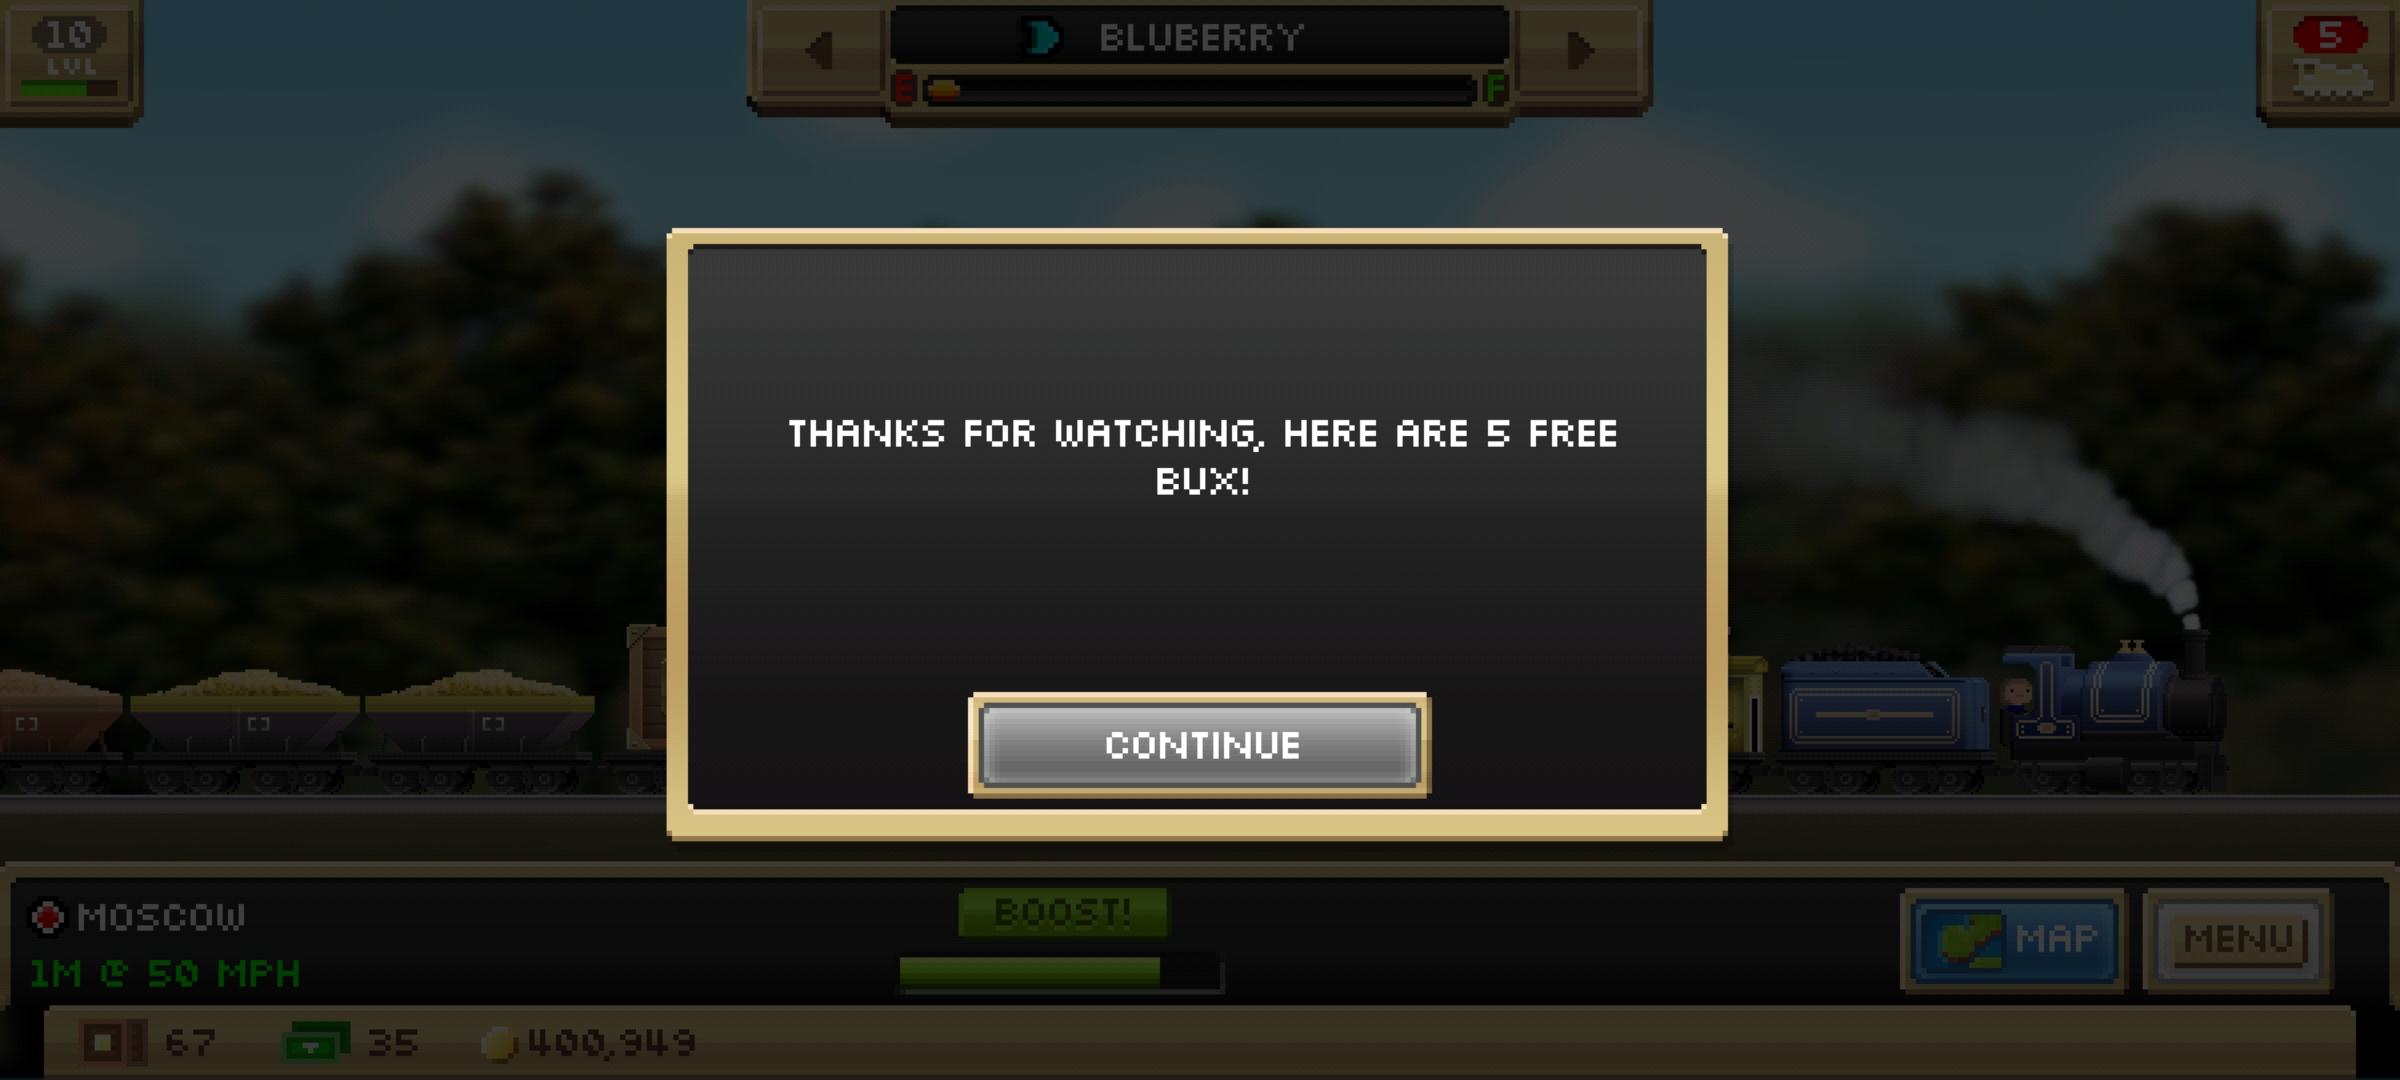 10
LVL
BLUBERRY
E F
5
THANKS FOR WATCHING, HERE ARE 5 FREE
BUX!
CONTINUE
MOSCOW
1M @ 50 MPH
BOOST!
MAP
MENU
67
35
400,949